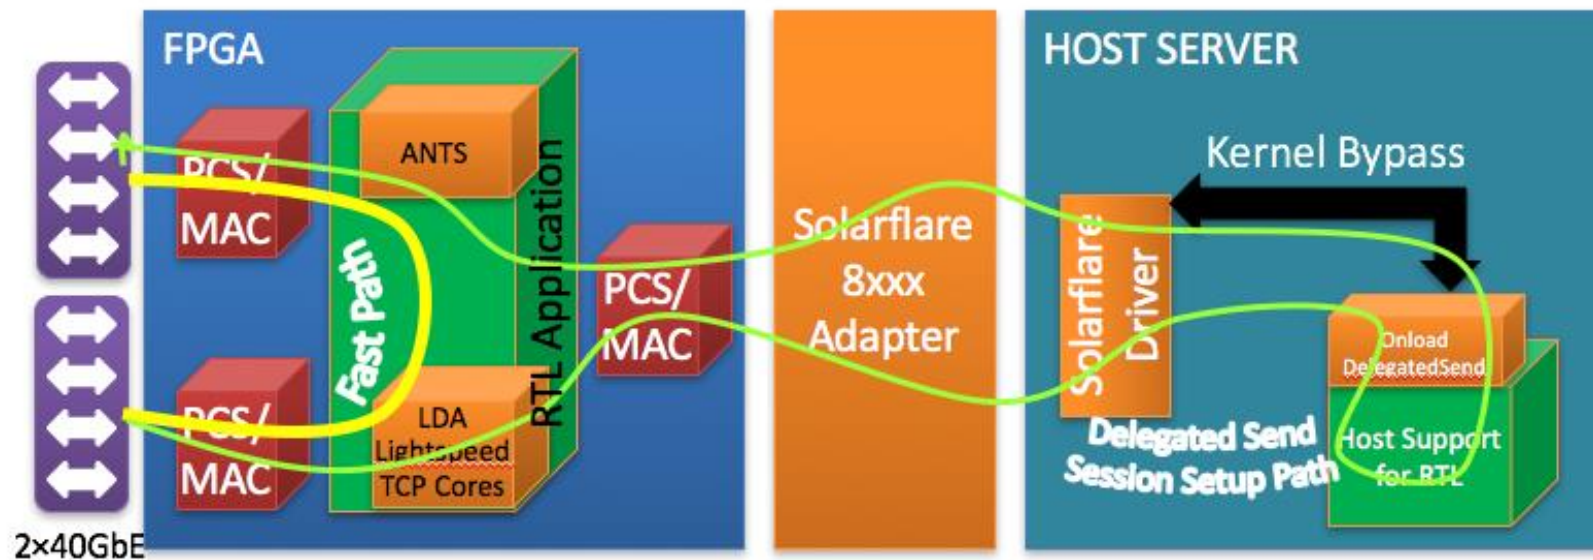 FPGA
HOST SERVER
ANTS
Kernel Bypass
PCS/
MAC
Fast Path
RTL Application
PCS/
MAC
Solarflare
8xxx
Adapter
Solarflare
Driver
Onload
DelegatedSend
PCS/
MAC
LDA
Lightspeed
TCP Cores
Delegated Send
Session Setup Path
Host Support
for RTL
2×40GbE